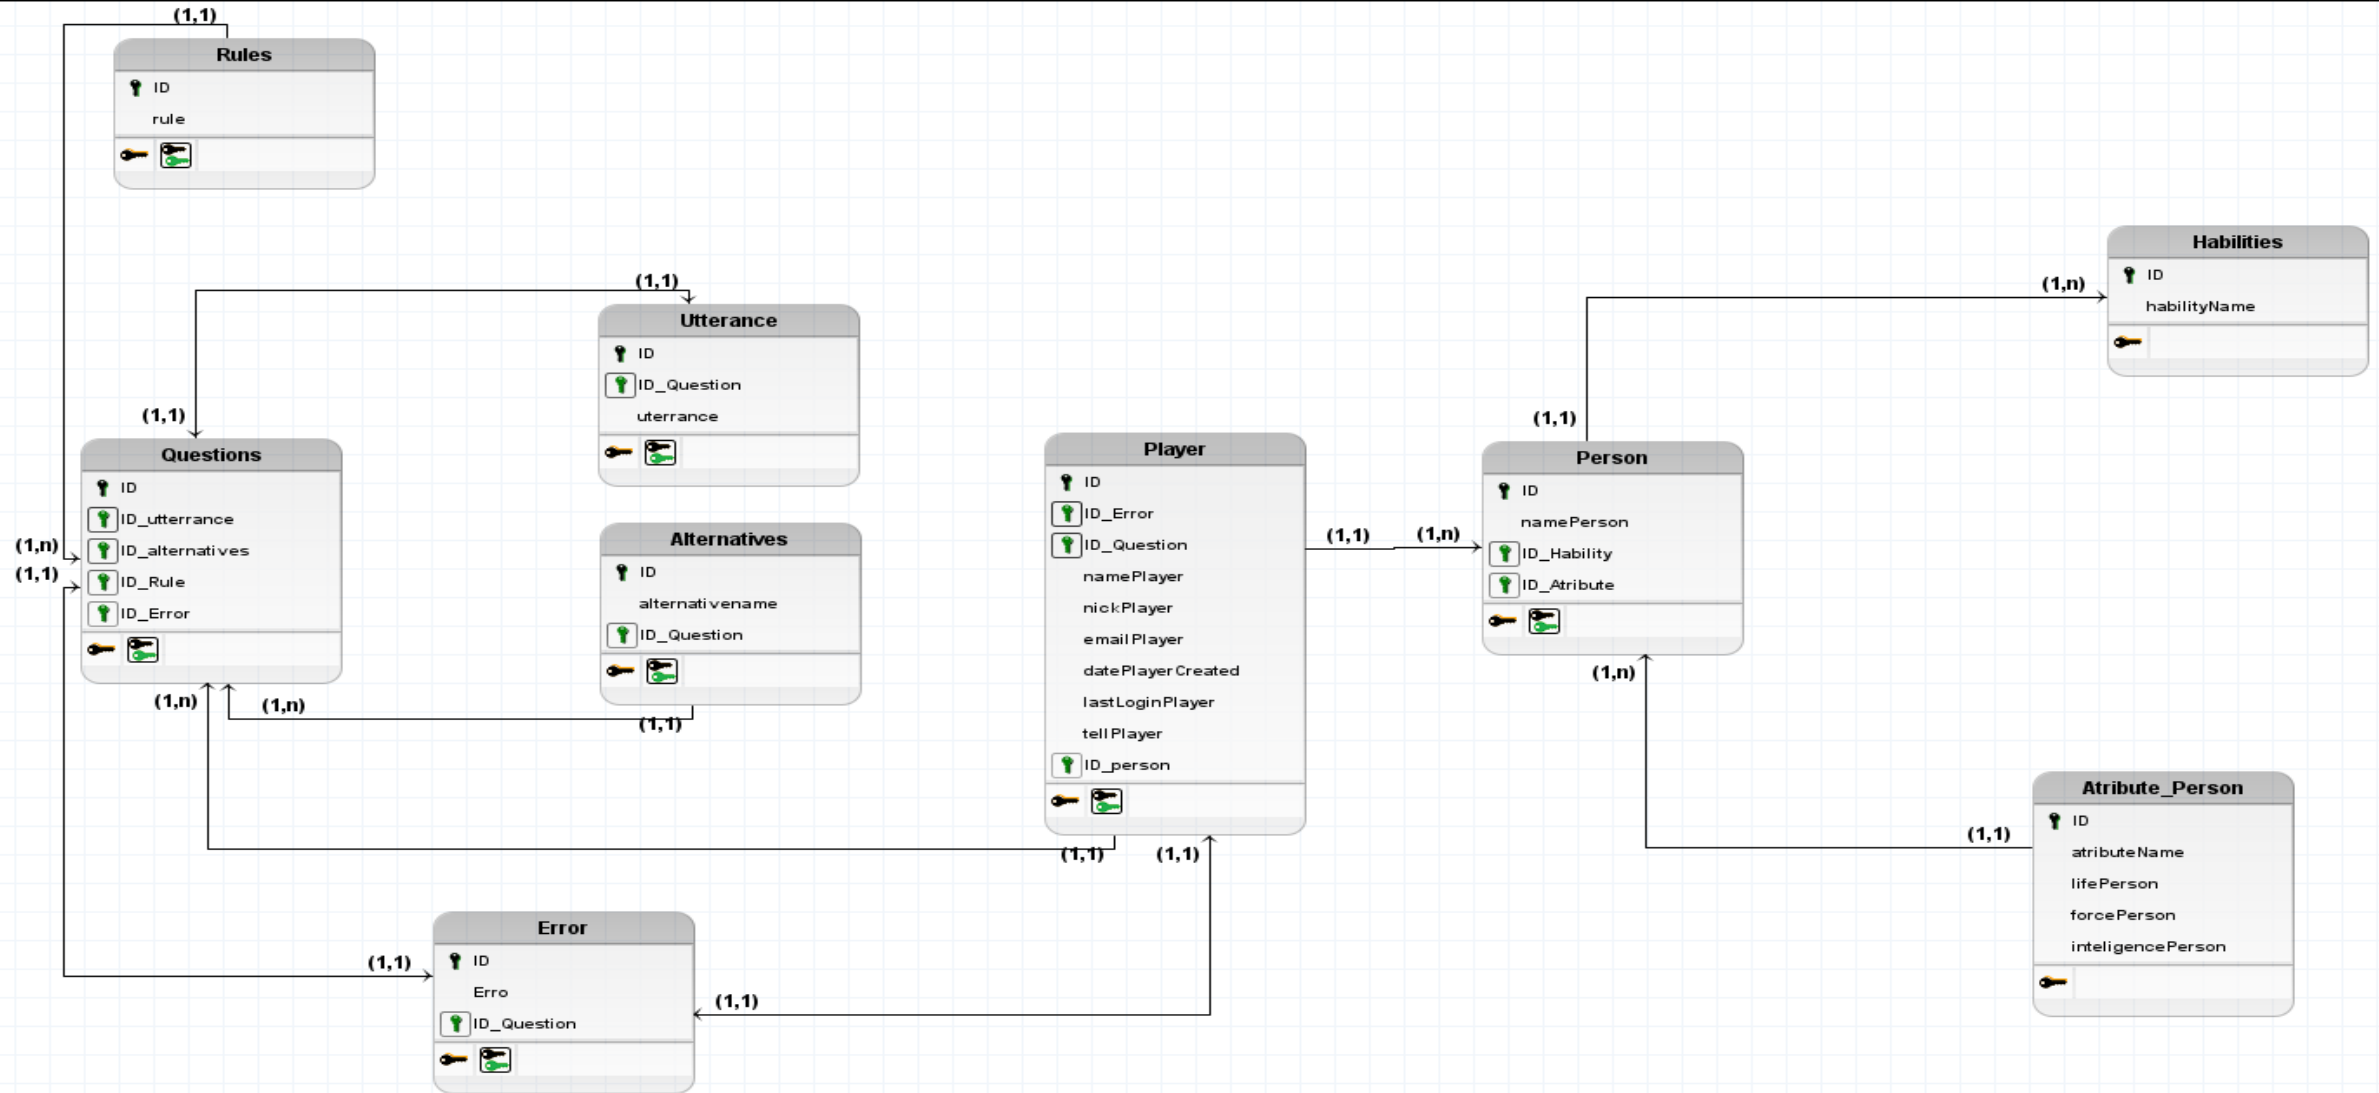 (1,1)
Rules
ID
rule
(1,1)
Utterance
ID
ID_Question
uterrance
(1,1)
Questions
ID
ID_utterrance
ID_alternatives
ID_Rule
ID_Error
(1,n)
(1,1)
(1,n)
(1,n)
Alternatives
ID
alternativename
ID_Question
(1,1)
Player
ID
ID_Error
ID_Question
namePlayer
nickPlayer
emailPlayer
datePlayerCreated
lastLoginPlayer
tellPlayer
ID_person
(1,1)
(1,n)
(1,1)
(1,1)
(1,1)
Person
ID
namePerson
ID_Hability
ID_Atribute
(1,n)
(1,n)
Habilities
ID
habilityName
(1,1)
Atribute_Person
ID
atributeName
lifePerson
forcePerson
inteligencePerson
(1,1)
Error
ID
Erro
ID_Question
(1,1)